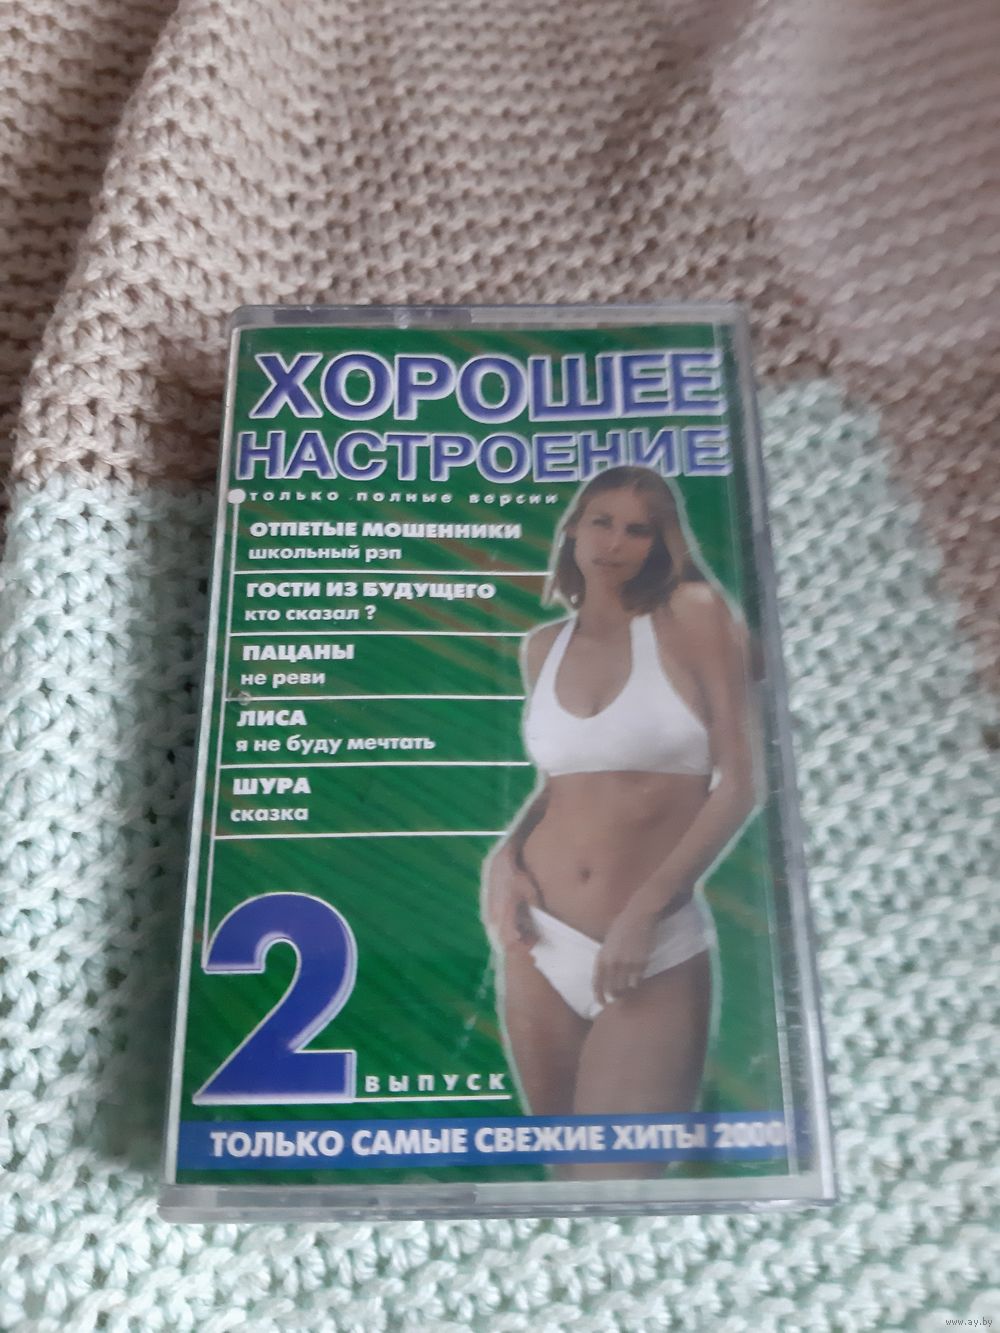 ХОРОШЕЕ
НАСТРОЕНИЕ
только полные версии
ОТПЕТЫЕ МОШЕННИКИ
школьный рэп
ГОСТИ ИЗ БУДУЩЕГО
кто сказал ?
ПАЦАНЫ
не реви
ЛИСА
я не буду мечтать
ШУРА
сказка
2
ВЫПУСК
ТОЛЬКО САМЫЕ СВЕЖИЕ ХИТЫ 2000
www.ay.by